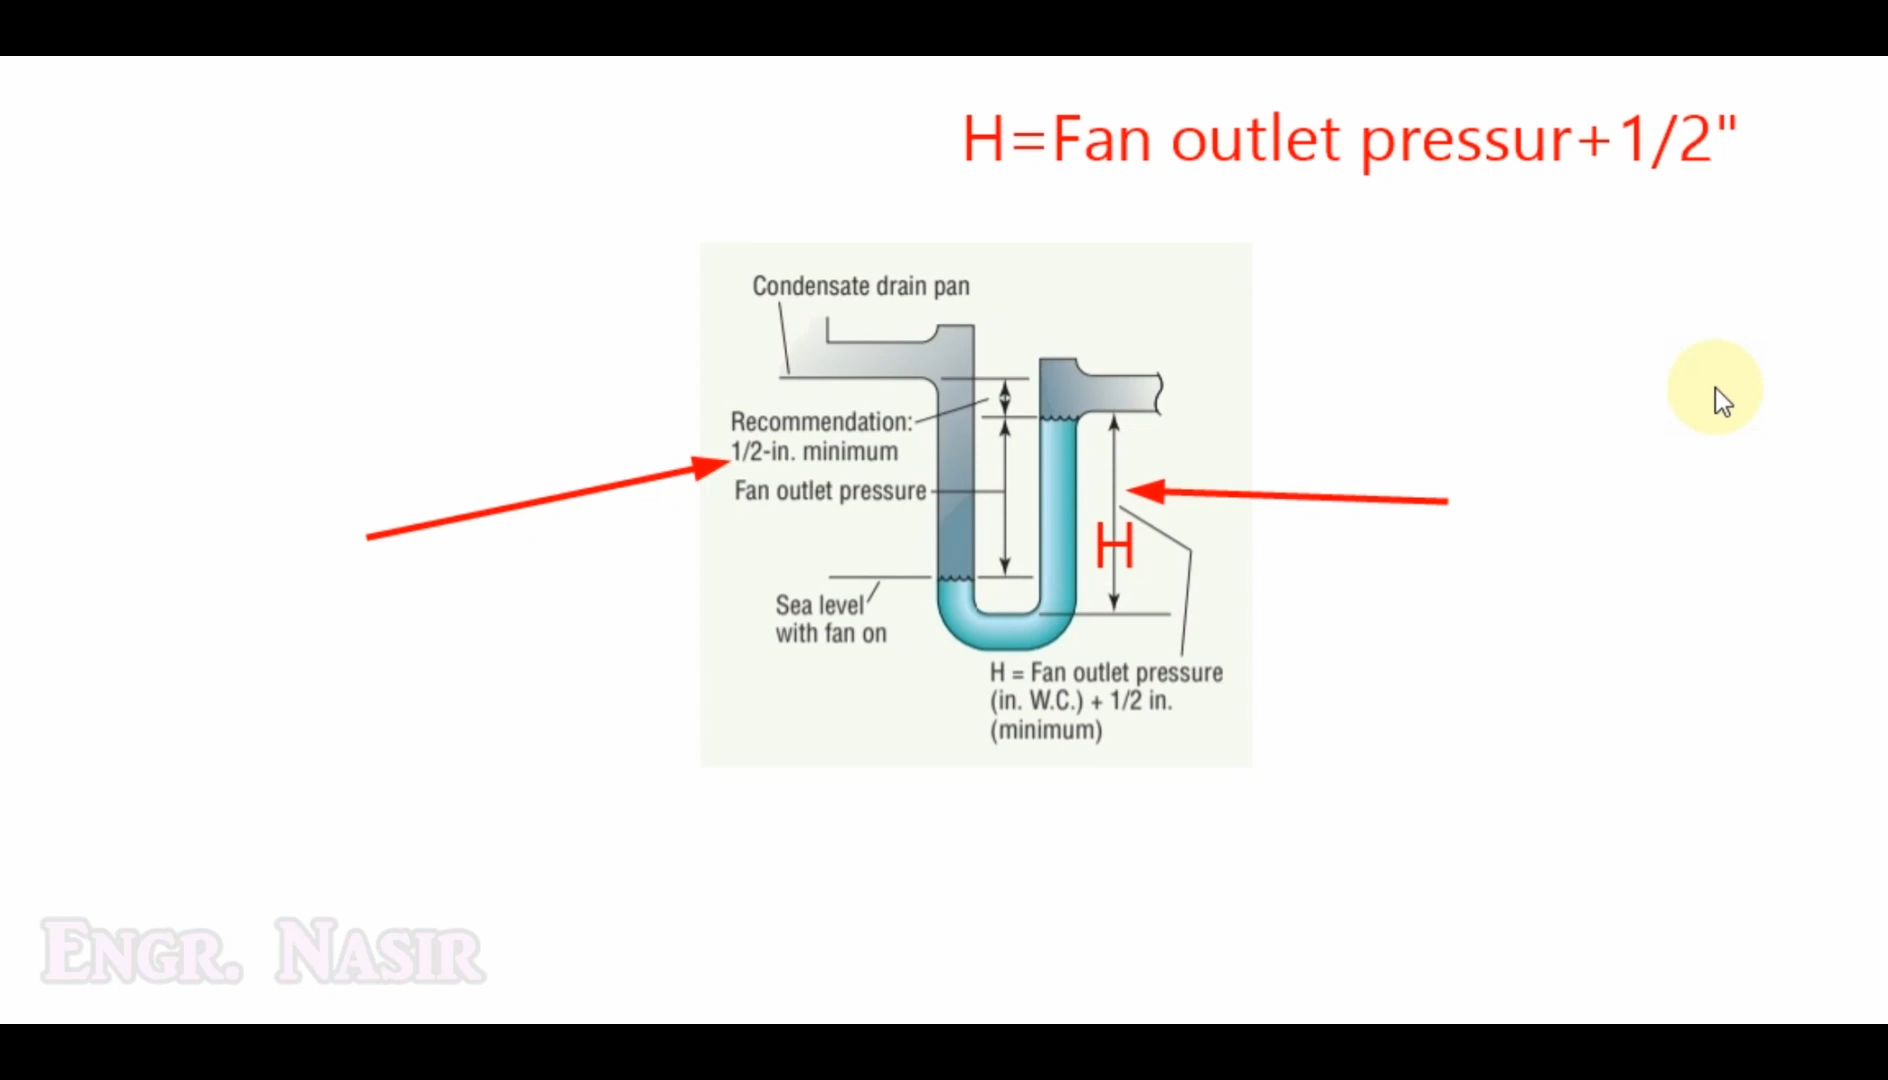 H=Fan outlet pressur+1/2"
Condensate drain pan
Recommendation:
1/2-in. minimum
Fan outlet pressure
H
Sea level
with fan on
H = Fan outlet pressure
(in. W.C.) + 1/2 in.
(minimum)
ENGR. NASIR